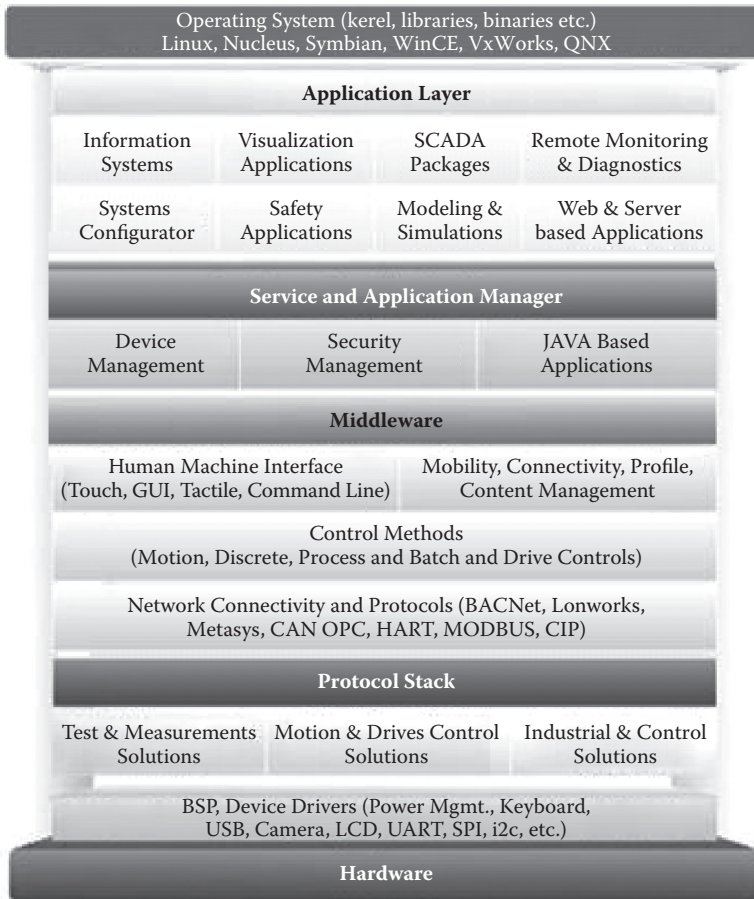 Operating System (kerel, libraries, binaries etc.)
Linux, Nucleus, Symbian, WinCE, VxWorks, QNX
Application Layer
Information
Systems
Visualization
Applications
SCADA
Packages
Remote Monitoring
& Diagnostics
Systems
Configurator
Safety
Applications
Modeling &
Simulations
Web & Server
based Applications
Service and Application Manager
Device
Management
Security
Management
JAVA Based
Applications
Middleware
Human Machine Interface
(Touch, GUI, Tactile, Command Line)
Mobility, Connectivity, Profile,
Content Management
Control Methods
(Motion, Discrete, Process and Batch and Drive Controls)
Network Connectivity and Protocols (BACNet, Lonworks,
Metasys, CAN OPC, HART, MODBUS, CIP)
Protocol Stack
Test & Measurements
Solutions
Motion & Drives Control
Solutions
Industrial & Control
Solutions
BSP, Device Drivers (Power Mgmt., Keyboard,
USB, Camera, LCD, UART, SPI, i2c, etc.)
Hardware